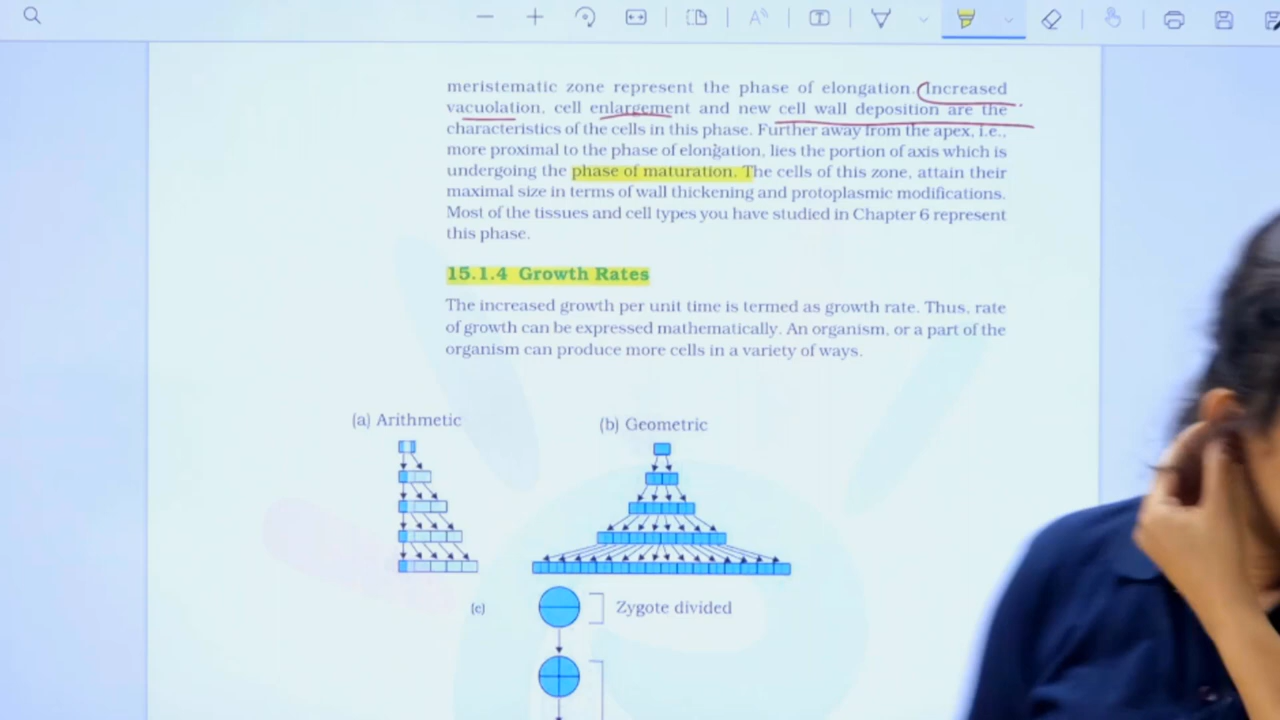 meristematic zone represent the phase of elongation. Increased
vacuolation, cell enlargement and new cell wall deposition are the
characteristics of the cells in this phase. Further away from the apex, i.e.,
more proximal to the phase of elongation, lies the portion of axis which is
undergoing the phase of maturation. The cells of this zone, attain their
maximal size in terms of wall thickening and protoplasmic modifications.
Most of the tissues and cell types you have studied in Chapter 6 represent
this phase.
15.1.4 Growth Rates
The increased growth per unit time is termed as growth rate. Thus, rate
of growth can be expressed mathematically. An organism, or a part of the
organism can produce more cells in a variety of ways.
(a) Arithmetic
(b) Geometric
(c)
Zygote divided